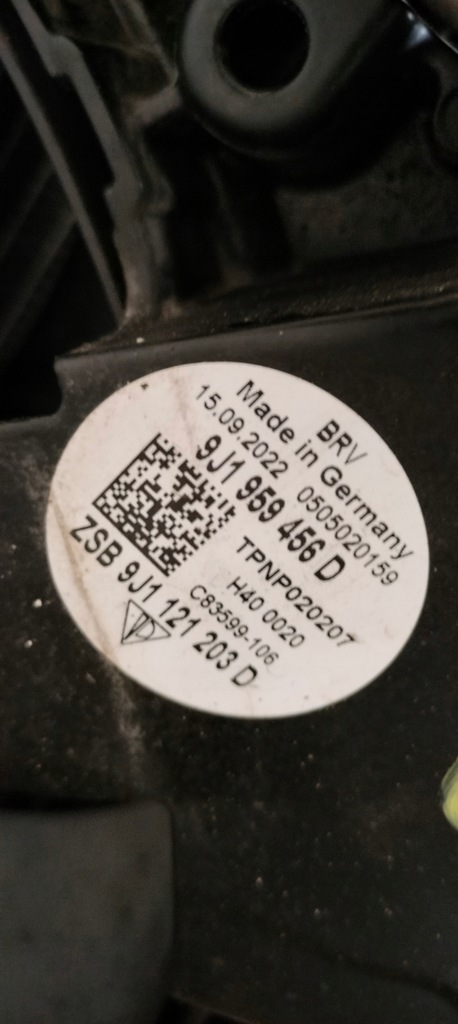 BRV
Made in Germany
15.09.2022 0505020159
9J1 959 456 D
TPNP020207
H40 0020
C83599-106
ZSB 9J1 121 203 D